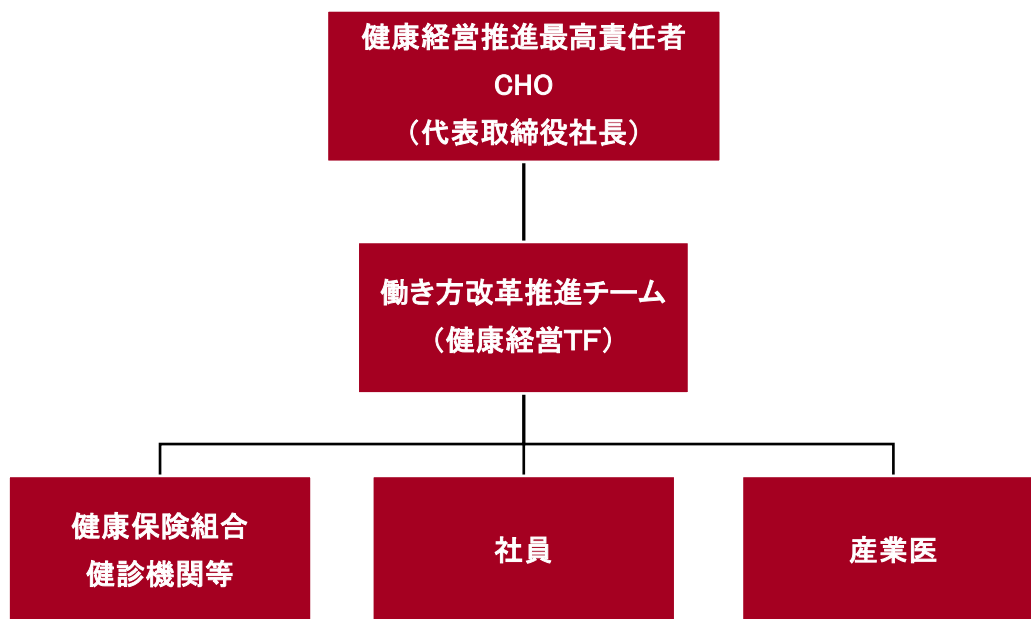 健康経営推進最高責任者
CHO
（代表取締役社長）
働き方改革推進チーム
（健康経営TF）
健康保険組合
健診機関等
社員
産業医